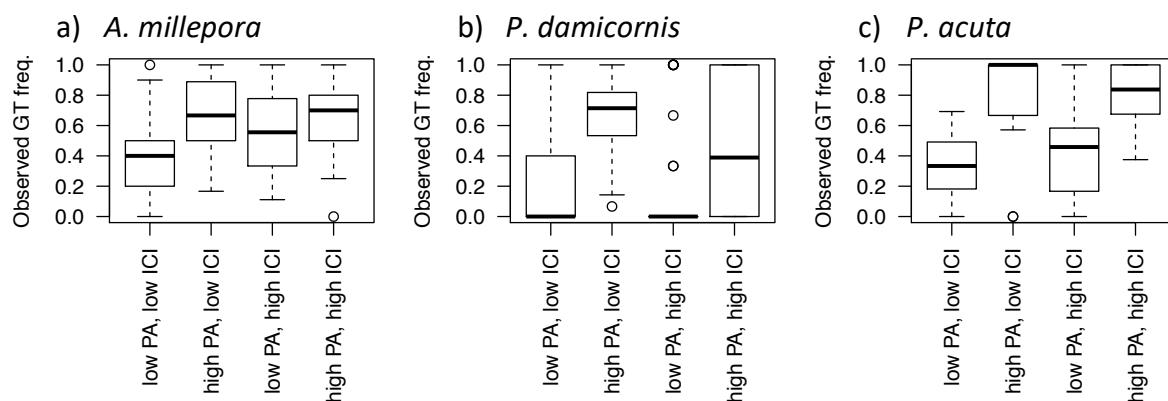 a) A. millepora
Observed GT freq.
1.0
0.8
0.6
0.4
0.2
0.0
low PA, low ICI
high PA, low ICI
low PA, high ICI
high PA, high ICI
b) P. damicornis
Observed GT freq.
1.0
0.8
0.6
0.4
0.2
0.0
low PA, low ICI
high PA, low ICI
low PA, high ICI
high PA, high ICI
c) P. acuta
Observed GT freq.
1.0
0.8
0.6
0.4
0.2
0.0
low PA, low ICI
high PA, low ICI
low PA, high ICI
high PA, high ICI